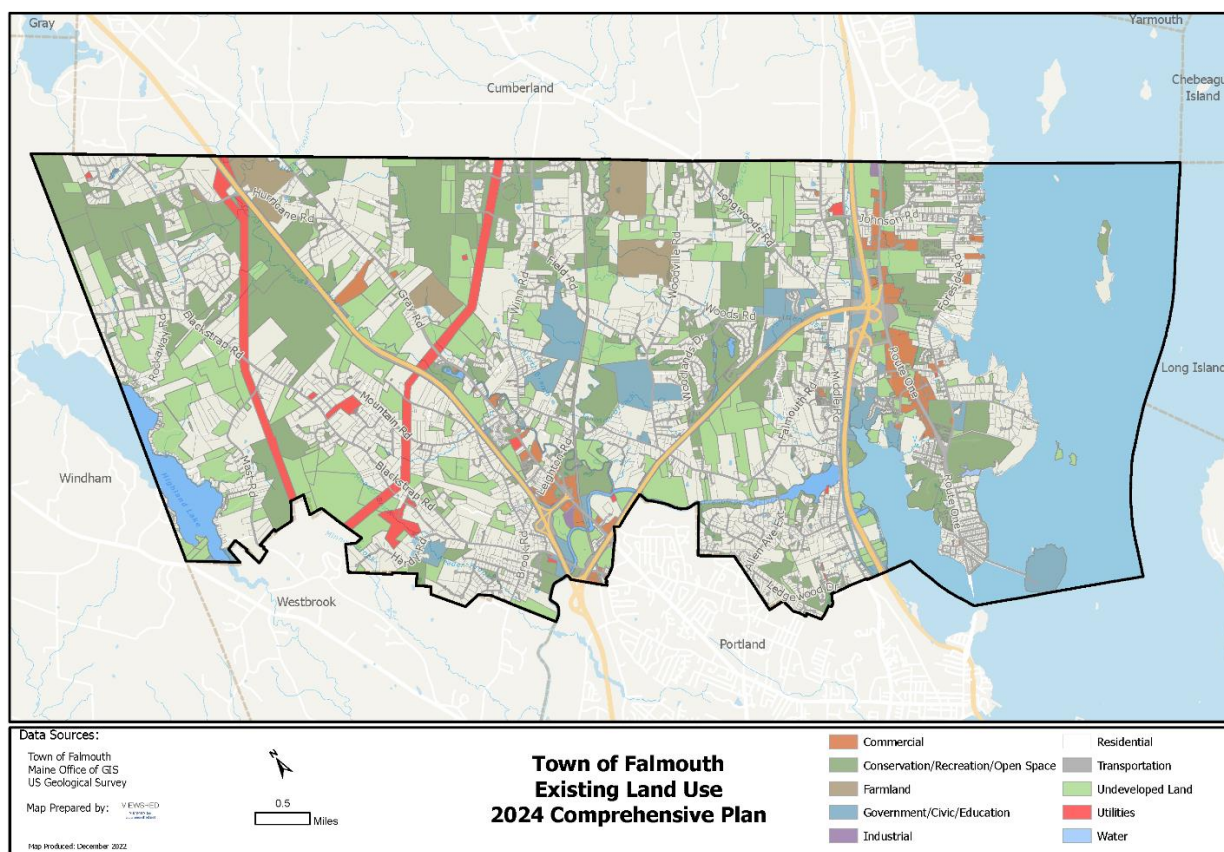 Gray
Yarmouth
Cumberland
Chebeague
Island
Hurricane Rd
Longwoods Rd
Johnson Rd
Field Rd
Winn Rd
Woodville Rd
Foreside Rd
Gray Rd
Woods Rd
Blackstrap Rd
Rockaway Rd
Route One
Long Island
Woodlands Dr
Middle Rd
Falmouth Rd
Mountain Rd
Leighton Rd
Mast Rd
Blackstrap Rd
Windham
Highland Lake
Route One
Hardy Rd
Brook Rd
Allen Ave Ext
Ledgewood Dr
Westbrook
Portland
Data Sources:
Town of Falmouth
Maine Office of GIS
US Geological Survey
Map Prepared by: VIEWSHED
Map Produced: December 2022
N
0.5
Miles
Town of Falmouth
Existing Land Use
2024 Comprehensive Plan
Commercial
Conservation/Recreation/Open Space
Farmland
Government/Civic/Education
Industrial
Residential
Transportation
Undeveloped Land
Utilities
Water